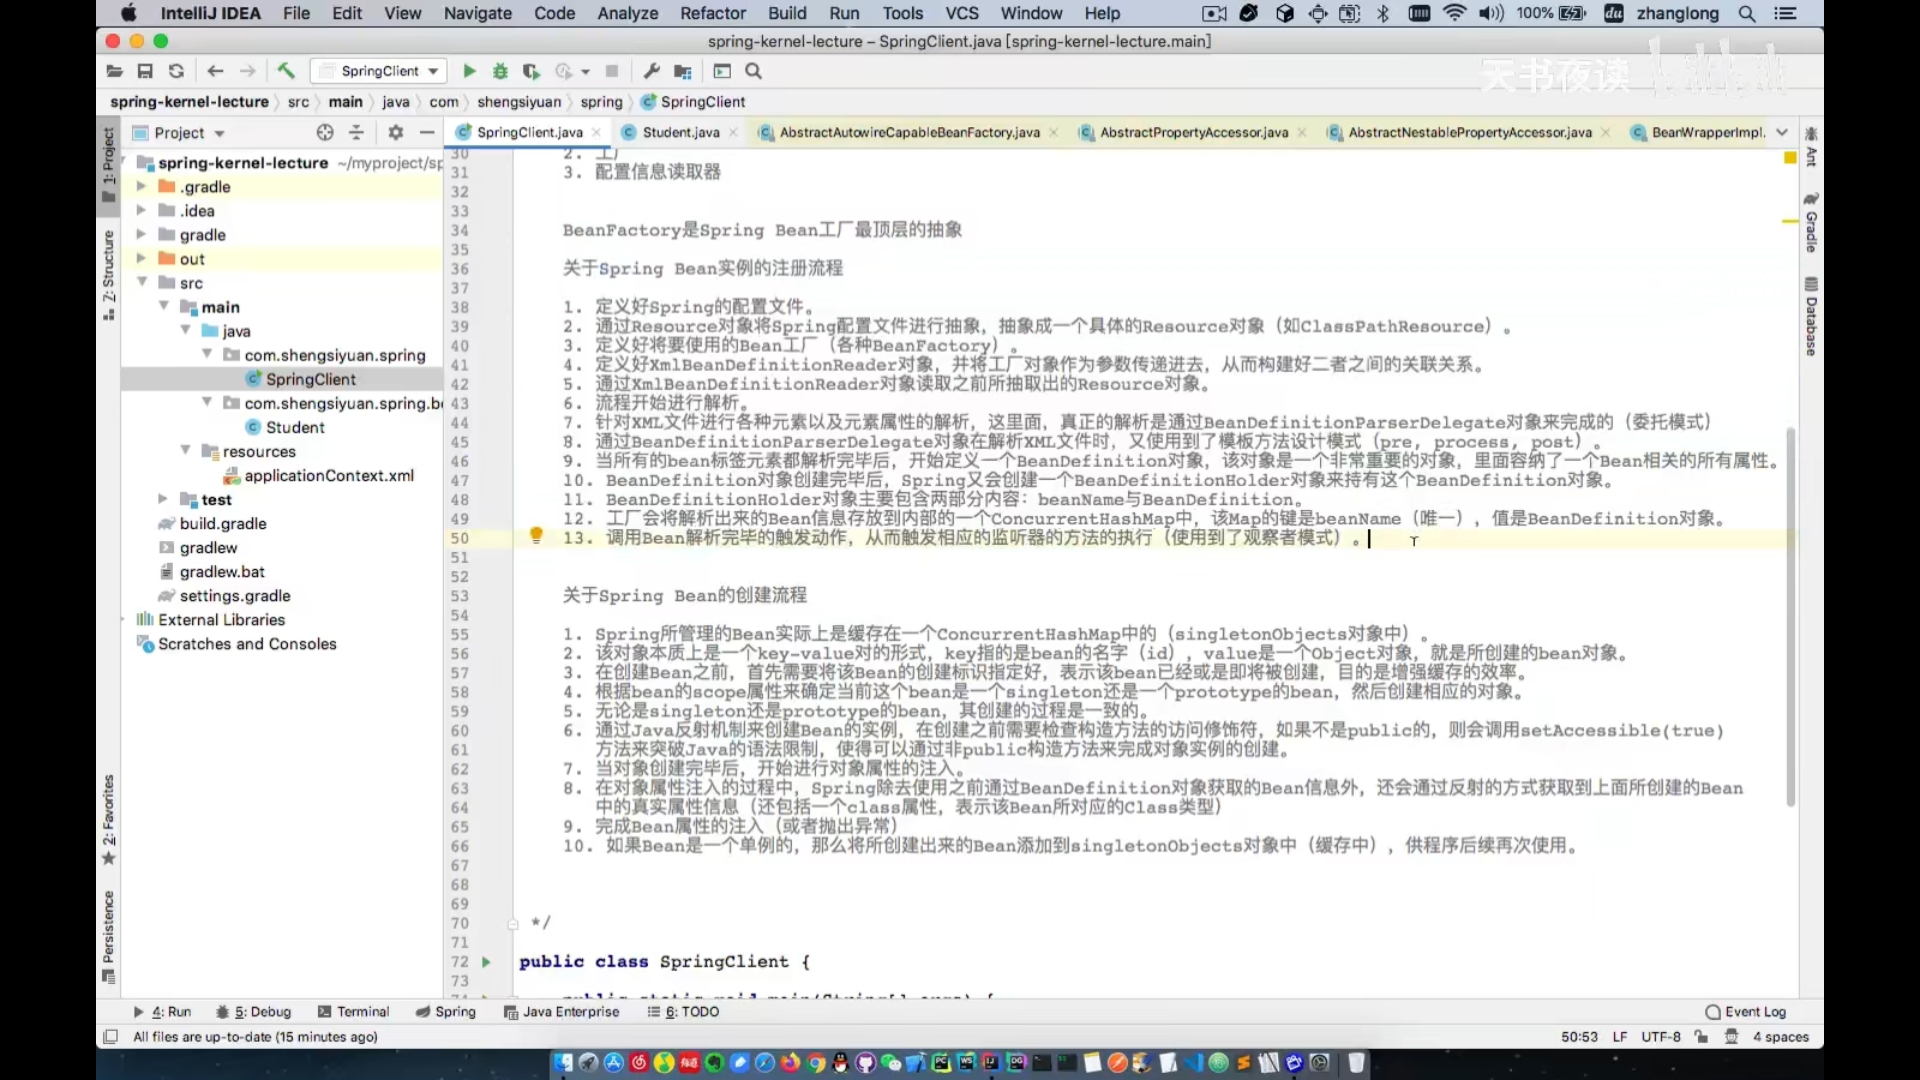 IntelliJ IDEA File Edit View Navigate Code Analyze Refactor Build Run Tools VCS Window Help 100% zhanglong
spring-kernel-lecture – SpringClient.java [spring-kernel-lecture.main]
SpringClient
天书夜读 bilibili
spring-kernel-lecture src main java com shengsiyuan spring SpringClient
Project
SpringClient.java Student.java AbstractAutowireCapableBeanFactory.java AbstractPropertyAccessor.java AbstractNestablePropertyAccessor.java BeanWrapperImpl.
1: Project
Z: Structure
2: Favorites
Persistence
spring-kernel-lecture ~/myproject/sp
.gradle
.idea
gradle
out
src
main
java
com.shengsiyuan.spring
SpringClient
com.shengsiyuan.spring.be
Student
resources
applicationContext.xml
test
build.gradle
gradlew
gradlew.bat
settings.gradle
External Libraries
Scratches and Consoles
30 2. 工厂
31 3. 配置信息读取器
32
33
34 BeanFactory是Spring Bean工厂最顶层的抽象
35
36 关于Spring Bean实例的注册流程
37
38 1. 定义好Spring的配置文件。
39 2. 通过Resource对象将Spring配置文件进行抽象，抽象成一个具体的Resource对象（如ClassPathResource）。
40 3. 定义好将要使用的Bean工厂（各种BeanFactory）。
41 4. 定义好XmlBeanDefinitionReader对象，并将工厂对象作为参数传递进去，从而构建好二者之间的关联关系。
42 5. 通过XmlBeanDefinitionReader对象读取之前所抽取出的Resource对象。
43 6. 流程开始进行解析。
44 7. 针对XML文件进行各种元素以及元素属性的解析，这里面，真正的解析是通过BeanDefinitionParserDelegate对象来完成的（委托模式）
45 8. 通过BeanDefinitionParserDelegate对象在解析XML文件时，又使用到了模板方法设计模式（pre, process, post）。
46 9. 当所有的bean标签元素都解析完毕后，开始定义一个BeanDefinition对象，该对象是一个非常重要的对象，里面容纳了一个Bean相关的所有属性。
47 10. BeanDefinition对象创建完毕后，Spring又会创建一个BeanDefinitionHolder对象来持有这个BeanDefinition对象。
48 11. BeanDefinitionHolder对象主要包含两部分内容：beanName与BeanDefinition。
49 12. 工厂会将解析出来的Bean信息存放到内部的一个ConcurrentHashMap中，该Map的键是beanName（唯一），值是BeanDefinition对象。
50 13. 调用Bean解析完毕的触发动作，从而触发相应的监听器的方法的执行（使用到了观察者模式）。
51
52
53 关于Spring Bean的创建流程
54
55 1. Spring所管理的Bean实际上是缓存在一个ConcurrentHashMap中的（singletonObjects对象中）。
56 2. 该对象本质上是一个key-value对的形式，key指的是bean的名字（id），value是一个Object对象，就是所创建的bean对象。
57 3. 在创建Bean之前，首先需要将该Bean的创建标识指定好，表示该bean已经或是即将被创建，目的是增强缓存的效率。
58 4. 根据bean的scope属性来确定当前这个bean是一个singleton还是一个prototype的bean，然后创建相应的对象。
59 5. 无论是singleton还是prototype的bean，其创建的过程是一致的。
60 6. 通过Java反射机制来创建Bean的实例，在创建之前需要检查构造方法的访问修饰符，如果不是public的，则会调用setAccessible(true)
61 方法来突破Java的语法限制，使得可以通过非public构造方法来完成对象实例的创建。
62 7. 当对象创建完毕后，开始进行对象属性的注入。
63 8. 在对象属性注入的过程中，Spring除去使用之前通过BeanDefinition对象获取的Bean信息外，还会通过反射的方式获取到上面所创建的Bean
64 中的真实属性信息（还包括一个class属性，表示该Bean所对应的Class类型）
65 9. 完成Bean属性的注入（或者抛出异常）
66 10. 如果Bean是一个单例的，那么将所创建出来的Bean添加到singletonObjects对象中（缓存中），供程序后续再次使用。
67
68
69
70 */
71
72 public class SpringClient {
73
74 public static void main(String[] args) {
Ant
Gradle
Database
4: Run 5: Debug Terminal Spring Java Enterprise 6: TODO Event Log
All files are up-to-date (15 minutes ago) 50:53 LF UTF-8 4 spaces